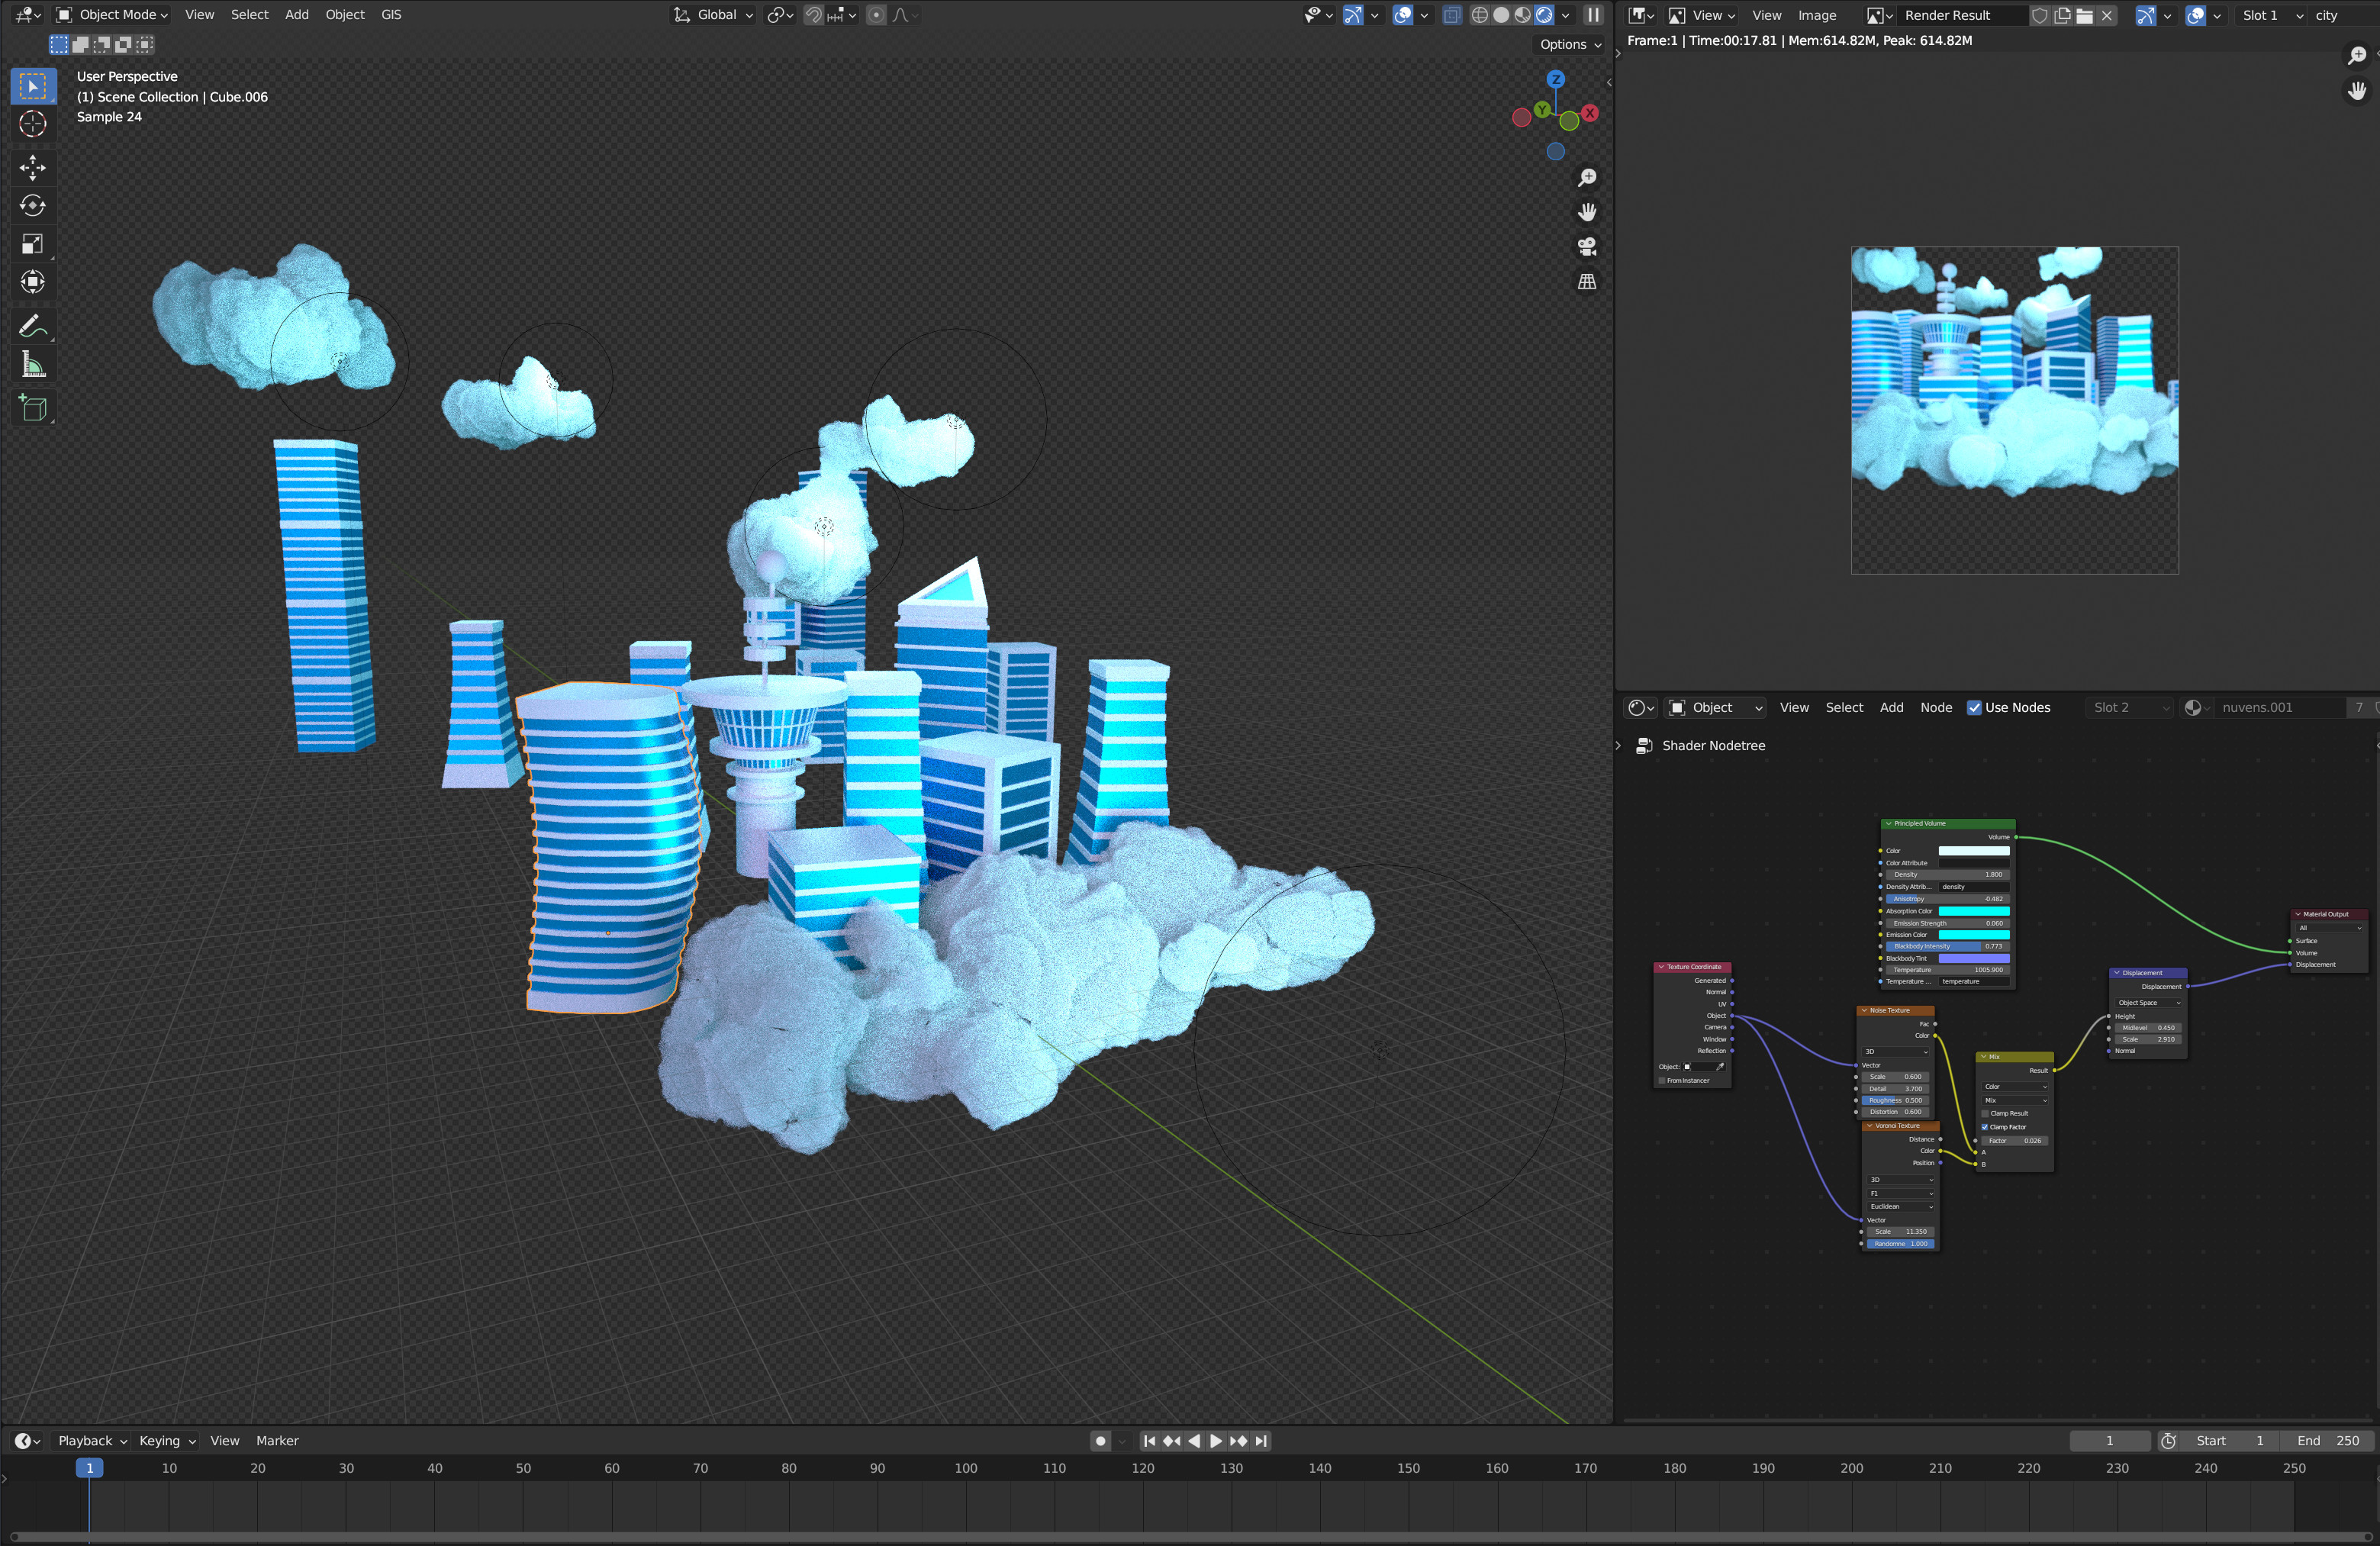 Object Mode View Select Add Object GIS Global
Options
User Perspective
(1) Scene Collection | Cube.006
Sample 24
Z
Y
X
View View Image Render Result Slot 1 city
Frame:1 | Time:00:17.81 | Mem:614.82M, Peak: 614.82M
Object View Select Add Node Use Nodes Slot 2 nuvens.001 7
Shader Nodetree
Principled Volume
Volume
Color
Color Attribute
Density 1.800
Density Attrib... density
Anisotropy -0.482
Absorption Color
Emission Strength 0.060
Emission Color
Blackbody Intensity 0.773
Blackbody Tint
Temperature 1005.900
Temperature ... temperature
Material Output
All
Surface
Volume
Displacement
Texture Coordinate
Generated
Normal
UV
Object
Camera
Window
Reflection
Object:
From Instancer
Displacement
Displacement
Object Space
Height
Midlevel 0.450
Scale 2.910
Normal
Noise Texture
Fac
Color
3D
Vector
Scale 0.600
Detail 3.700
Roughness 0.500
Distortion 0.600
Mix
Result
Color
Mix
Clamp Result
Clamp Factor
Factor 0.026
A
B
Voronoi Texture
Distance
Color
Position
3D
F1
Euclidean
Vector
Scale 11.350
Randomne 1.000
Playback Keying View Marker 1 Start 1 End 250
1 10 20 30 40 50 60 70 80 90 100 110 120 130 140 150 160 170 180 190 200 210 220 230 240 250